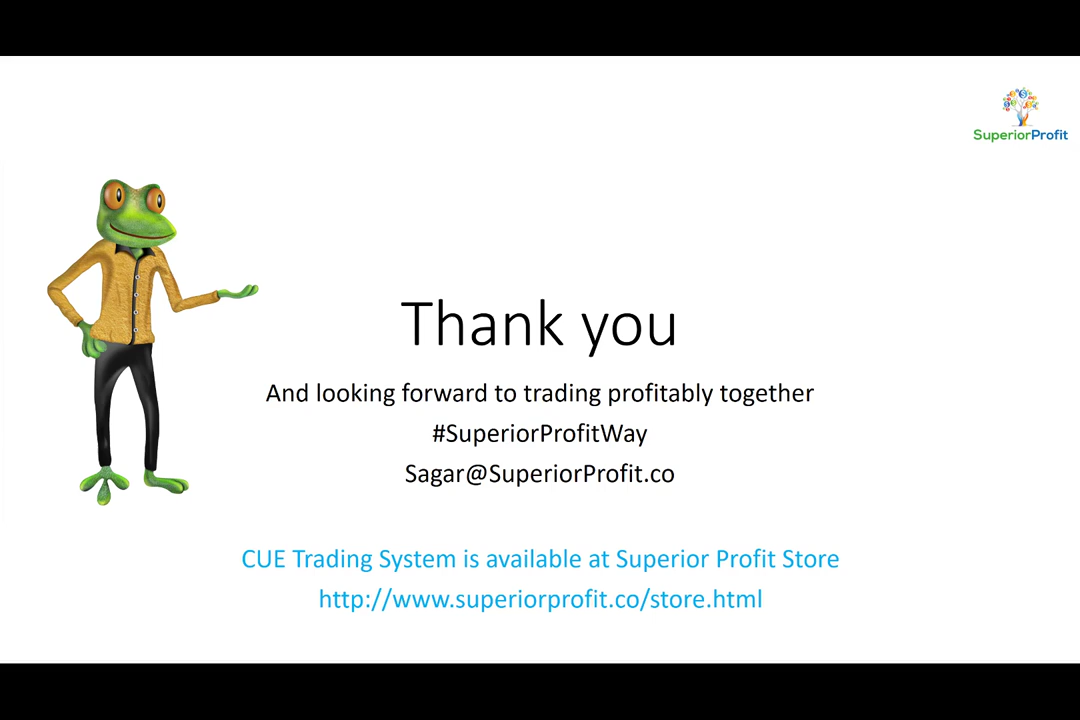 SuperiorProfit
Thank you
And looking forward to trading profitably together
#SuperiorProfitWay
Sagar@SuperiorProfit.co
CUE Trading System is available at Superior Profit Store
http://www.superiorprofit.co/store.html